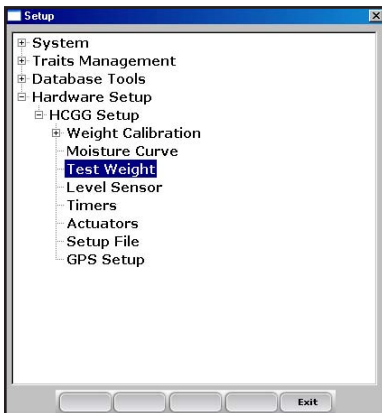 Setup
System
Traits Management
Database Tools
Hardware Setup
HCGG Setup
Weight Calibration
Moisture Curve
Test Weight
Level Sensor
Timers
Actuators
Setup File
GPS Setup
Exit